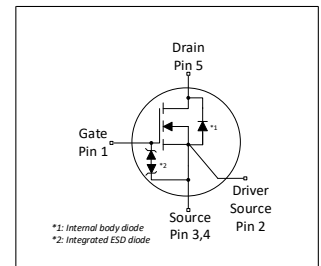 Drain
Pin 5
*1
Gate
Pin 1
*2
Driver
Source
Pin 2
Source
Pin 3,4
*1: Internal body diode
*2: Integrated ESD diode